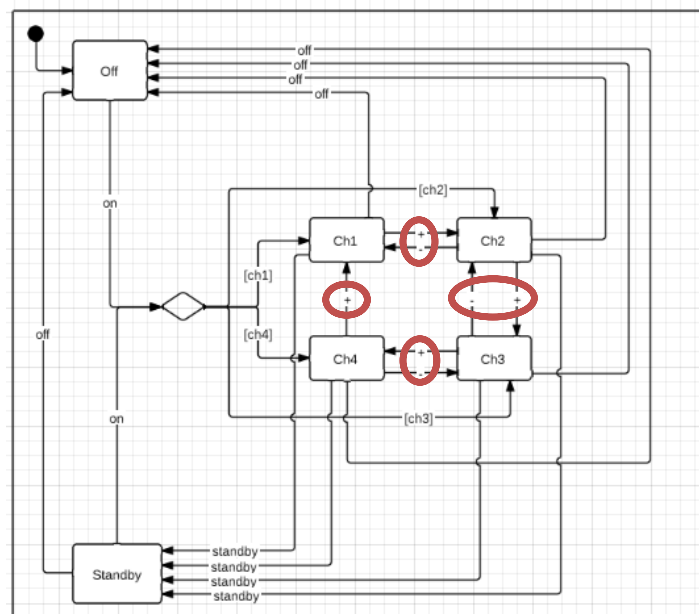 off
off
Off
off
off
[ch2]
on
+
Ch1
Ch2
-
[ch1]
+
-
+
[ch4]
off
+
Ch4
Ch3
-
on
[ch3]
standby
standby
Standby
standby
standby